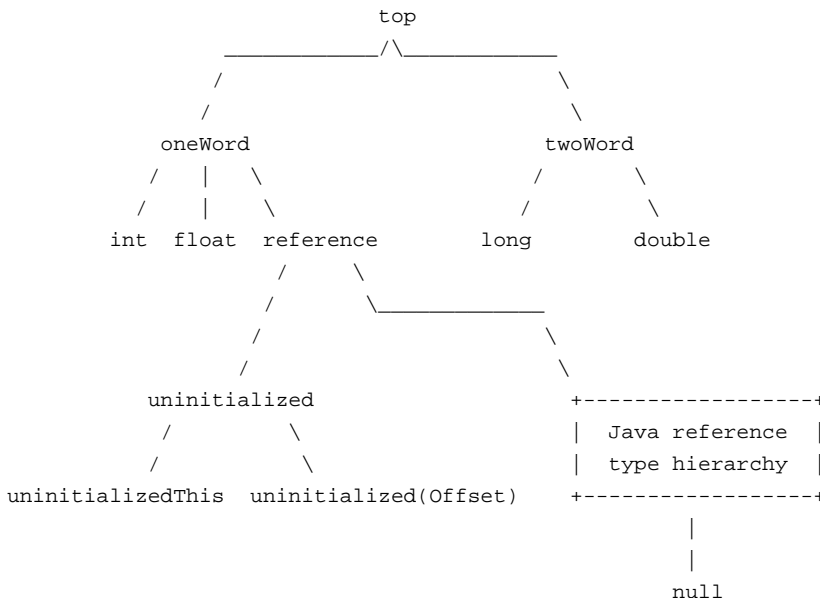 top
oneWord twoWord
int float reference long double
uninitialized
Java reference
type hierarchy
uninitializedThis uninitialized(Offset)
null